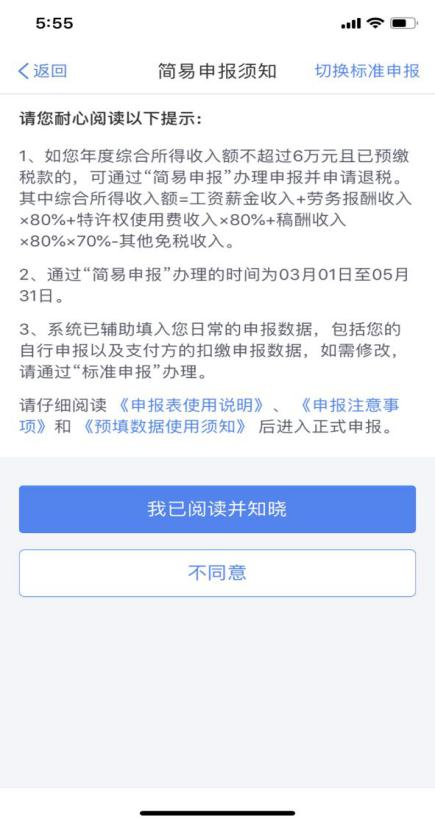 5:55
返回 简易申报须知 切换标准申报
请您耐心阅读以下提示：
1、如您年度综合所得收入额不超过6万元且已预缴
税款的，可通过“简易申报”办理申报并申请退税。
其中综合所得收入额=工资薪金收入+劳务报酬收入
×80%+特许权使用费收入×80%+稿酬收入
×80%×70%-其他免税收入。
2、通过“简易申报”办理的时间为03月01日至05月
31日。
3、系统已辅助填入您日常的申报数据，包括您的
自行申报以及支付方的扣缴申报数据，如需修改，
请通过“标准申报”办理。
请仔细阅读《申报表使用说明》、《申报注意事
项》和《预填数据使用须知》后进入正式申报。
我已阅读并知晓
不同意